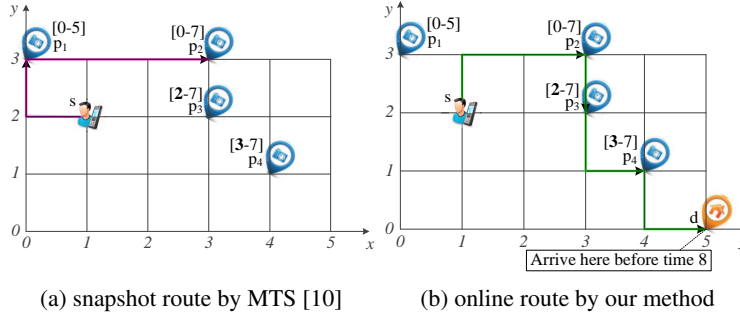 y
[0-5]
p1
[0-7]
p2
3
[2-7]
p3
s
2
[3-7]
p4
1
0
0 1 2 3 4 5 x
(a) snapshot route by MTS [10]
y
[0-5]
p1
[0-7]
p2
3
[2-7]
p3
s
2
[3-7]
p4
1
d
0
0 1 2 3 4 5
Arrive here before time 8
(b) online route by our method